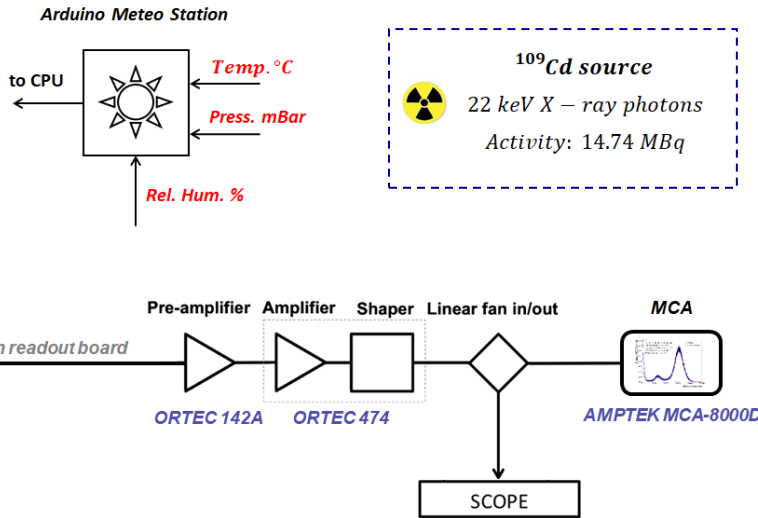 Arduino Meteo Station
to CPU
Temp.°C
Press. mBar
Rel. Hum. %
¹⁰⁹Cd source
22 keV X − ray photons
Activity: 14.74 MBq
Pre-amplifier Amplifier Shaper Linear fan in/out MCA
readout board
ORTEC 142A ORTEC 474 AMPTEK MCA-8000D
SCOPE